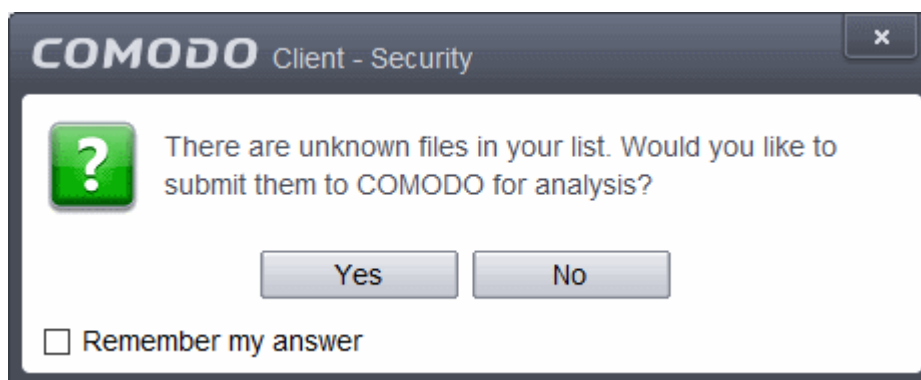 COMODO Client - Security
There are unknown files in your list. Would you like to
submit them to COMODO for analysis?
Yes No
Remember my answer